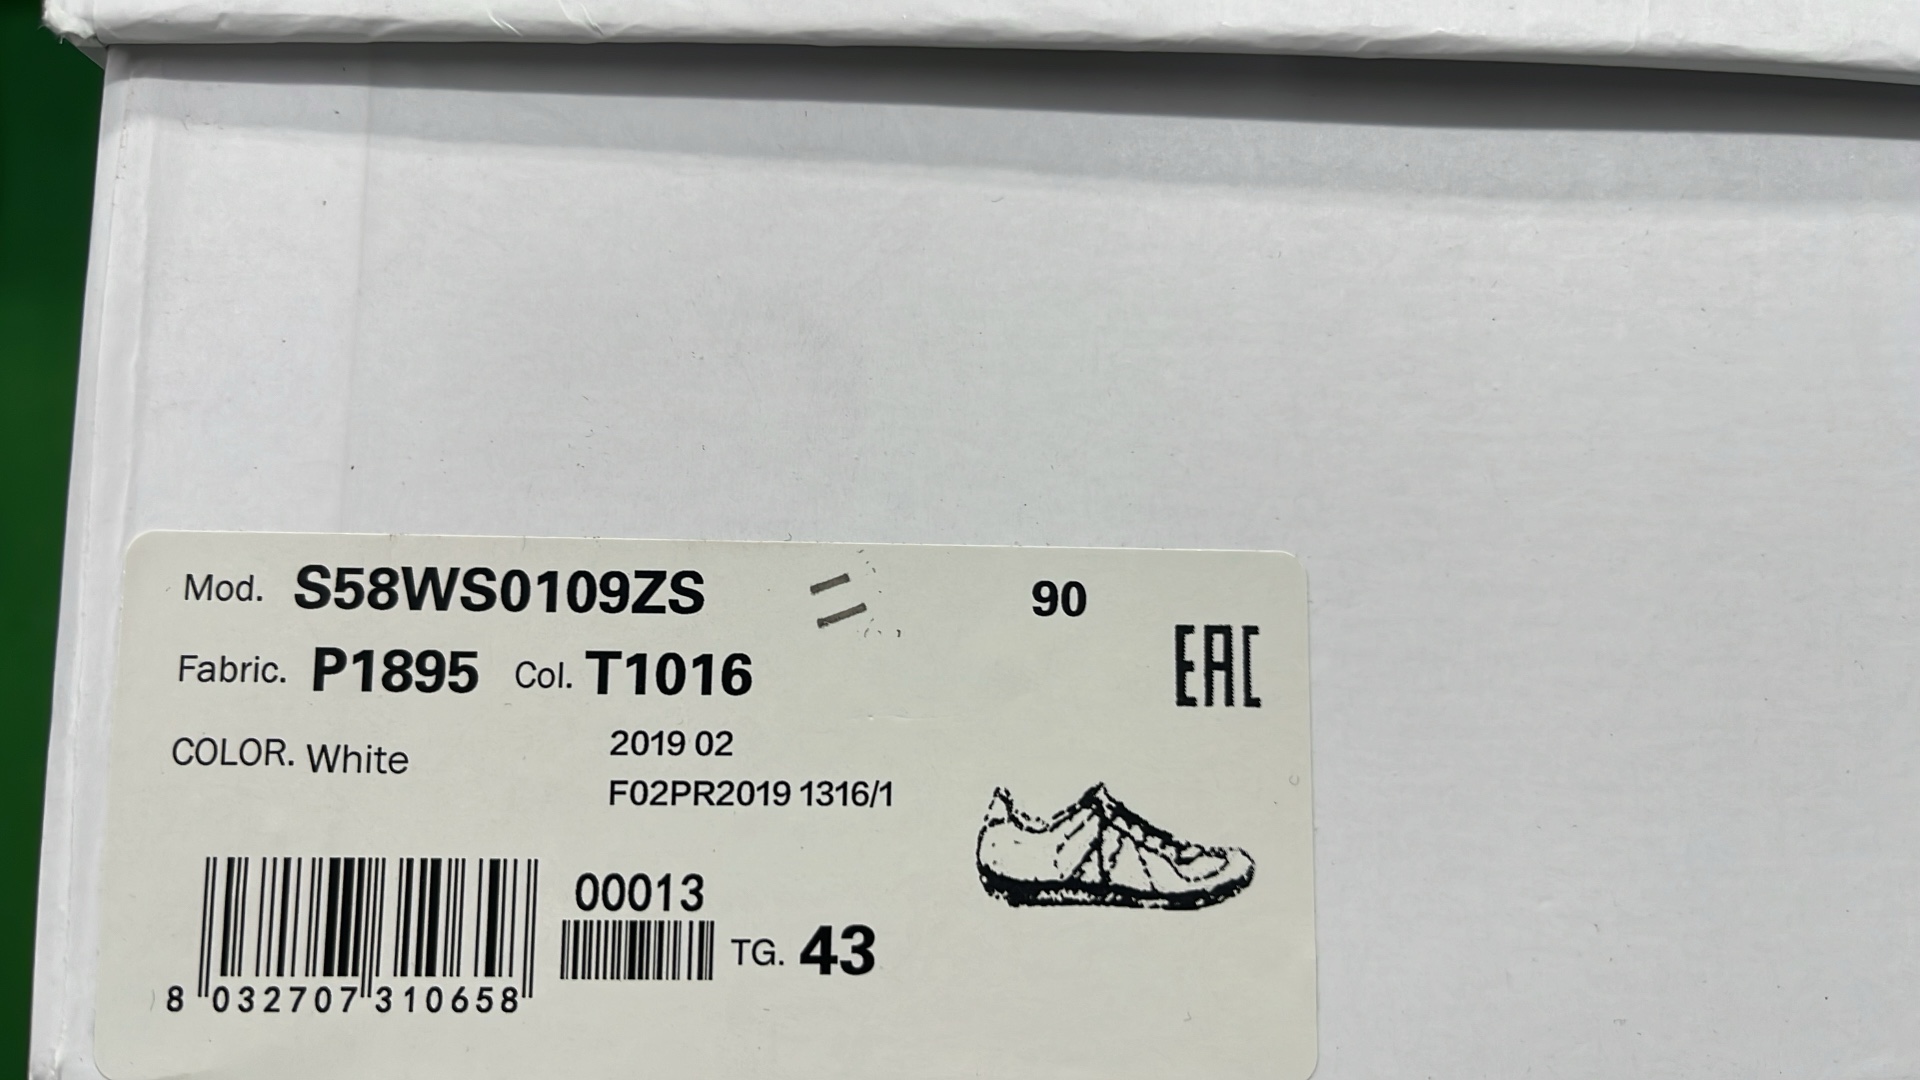 Mod. S58WS0109ZS 90
EAC
Fabric. P1895 Col. T1016
COLOR. White 2019 02
F02PR2019 1316/1
00013
TG. 43
8 032707 310658